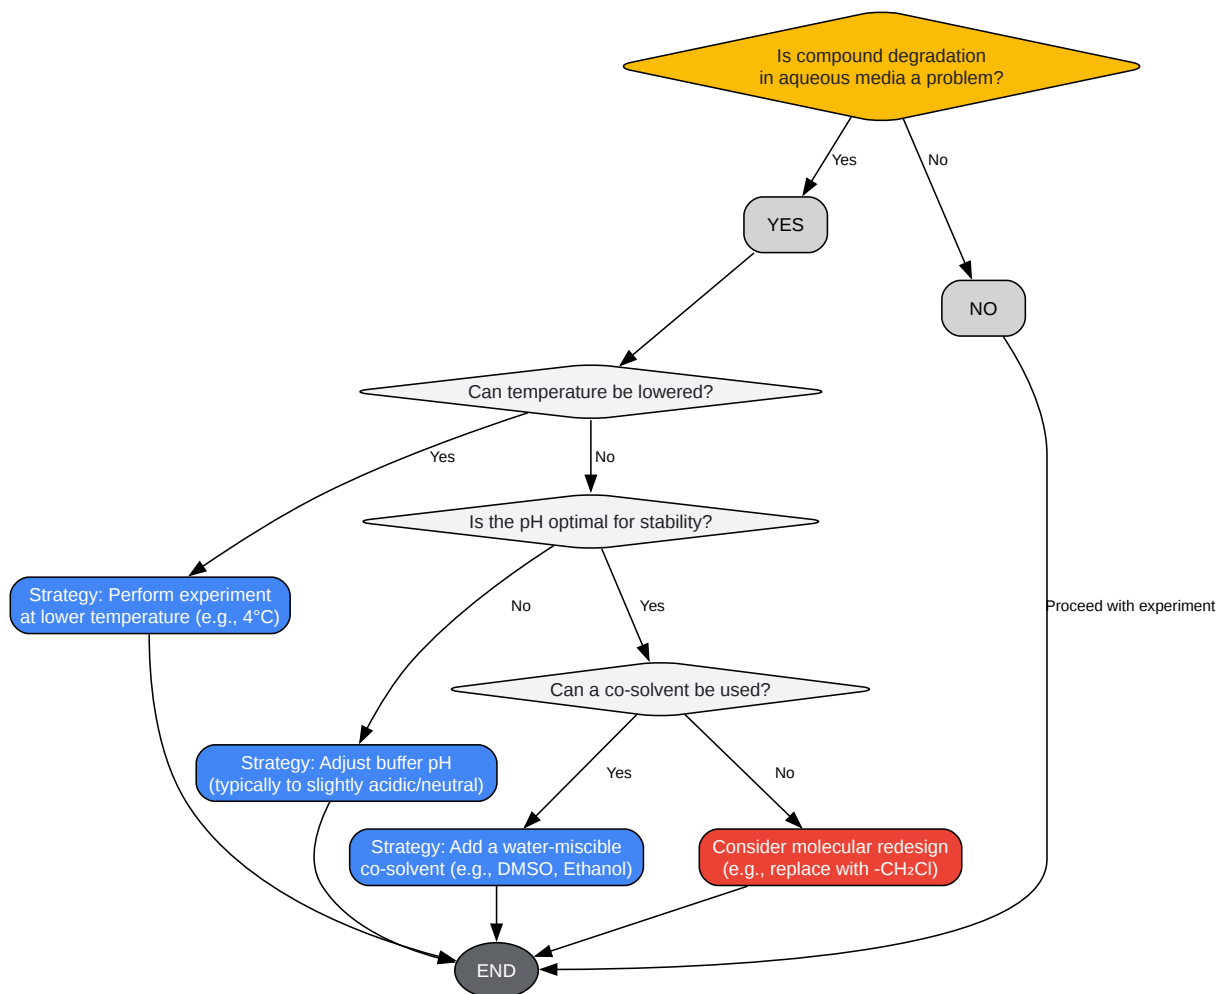 Is compound degradation
in aqueous media a problem?
Yes
No
YES
NO
Can temperature be lowered?
Yes
No
Is the pH optimal for stability?
Strategy: Perform experiment
at lower temperature (e.g., 4°C)
No
Yes
Proceed with experiment
Can a co-solvent be used?
Strategy: Adjust buffer pH
(typically to slightly acidic/neutral)
Yes
No
Strategy: Add a water-miscible
co-solvent (e.g., DMSO, Ethanol)
Consider molecular redesign
(e.g., replace with -CH₂Cl)
END